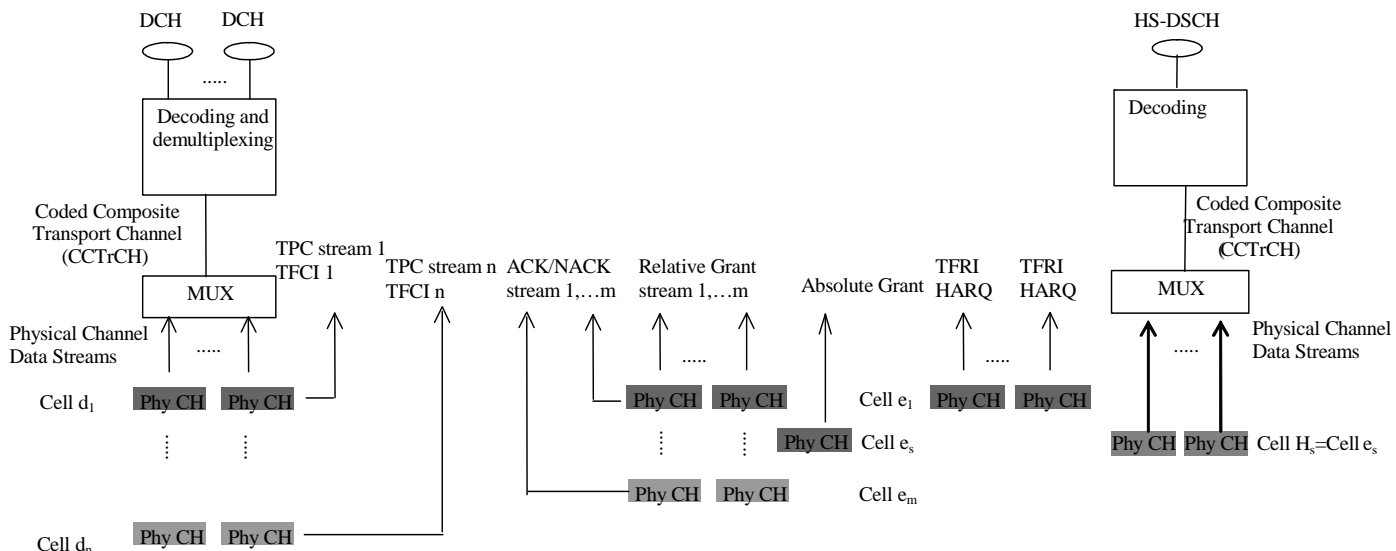 DCH
DCH
HS-DSCH
.....
Decoding and
demultiplexing
Decoding
Coded Composite
Transport Channel
(CCTrCH)
Coded Composite
Transport Channel
(CCTrCH)
TPC stream 1
TFCI 1
TPC stream n
TFCI n
ACK/NACK
stream 1,…m
Relative Grant
stream 1,…m
Absolute Grant
TFRI
HARQ
TFRI
HARQ
MUX
MUX
Physical Channel
Data Streams
.....
.....
.....
.....
Physical Channel
Data Streams
Cell d1
Phy CH
Phy CH
Phy CH
Phy CH
Cell e1
Phy CH
Phy CH
Phy CH
Cell es
Phy CH
Phy CH
Cell Hs=Cell es
Phy CH
Phy CH
Cell em
Cell dn
Phy CH
Phy CH